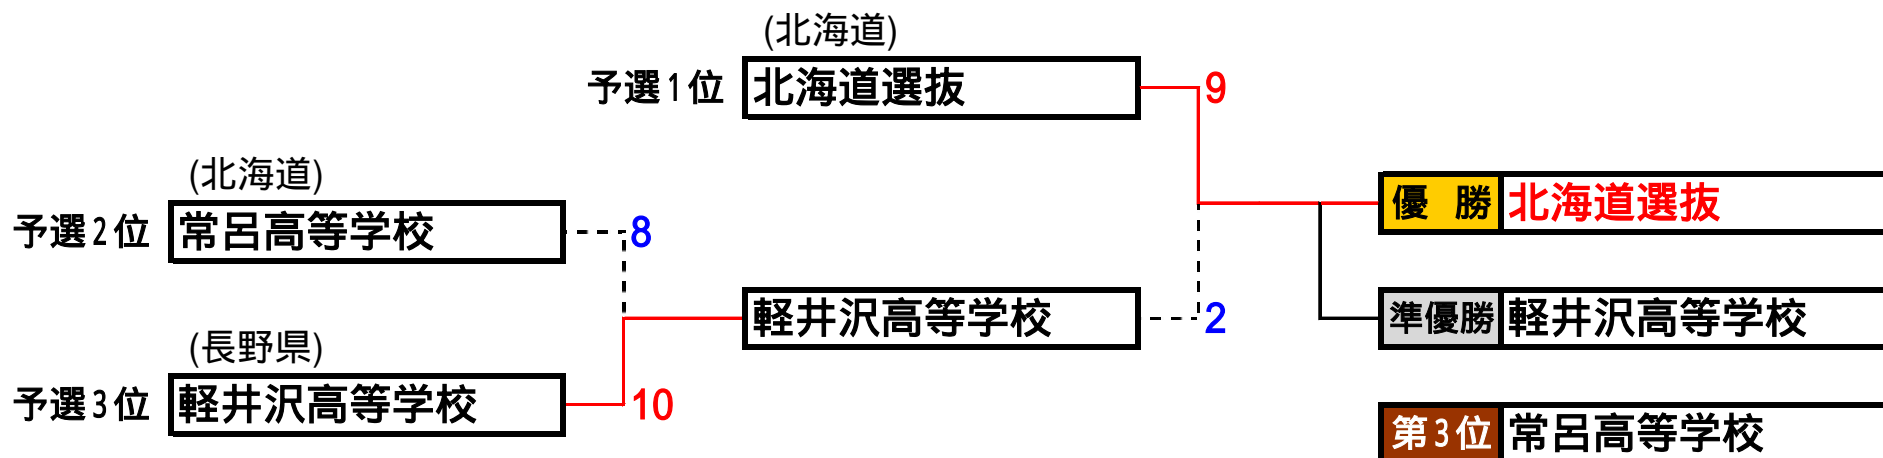 (北海道)
予選1位 北海道選抜 9
(北海道)
優 勝 北海道選抜
予選2位 常呂高等学校 8
軽井沢高等学校 2
準優勝 軽井沢高等学校
(長野県)
予選3位 軽井沢高等学校 10
第3位 常呂高等学校